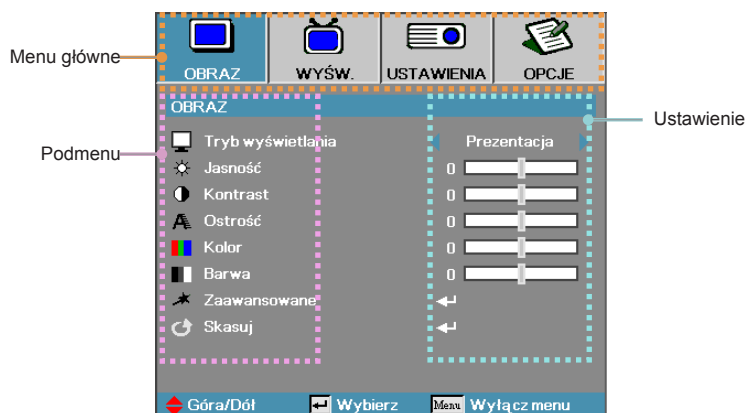 Menu główne
OBRAZ WYŚW. USTAWIENIA OPCJE
OBRAZ
Ustawienie
Podmenu
Tryb wyświetlania Prezentacja
Jasność 0
Kontrast 0
Ostrość 0
Kolor 0
Barwa 0
Zaawansowane
Skasuj
Góra/Dół Wybierz Menu Wyłącz menu